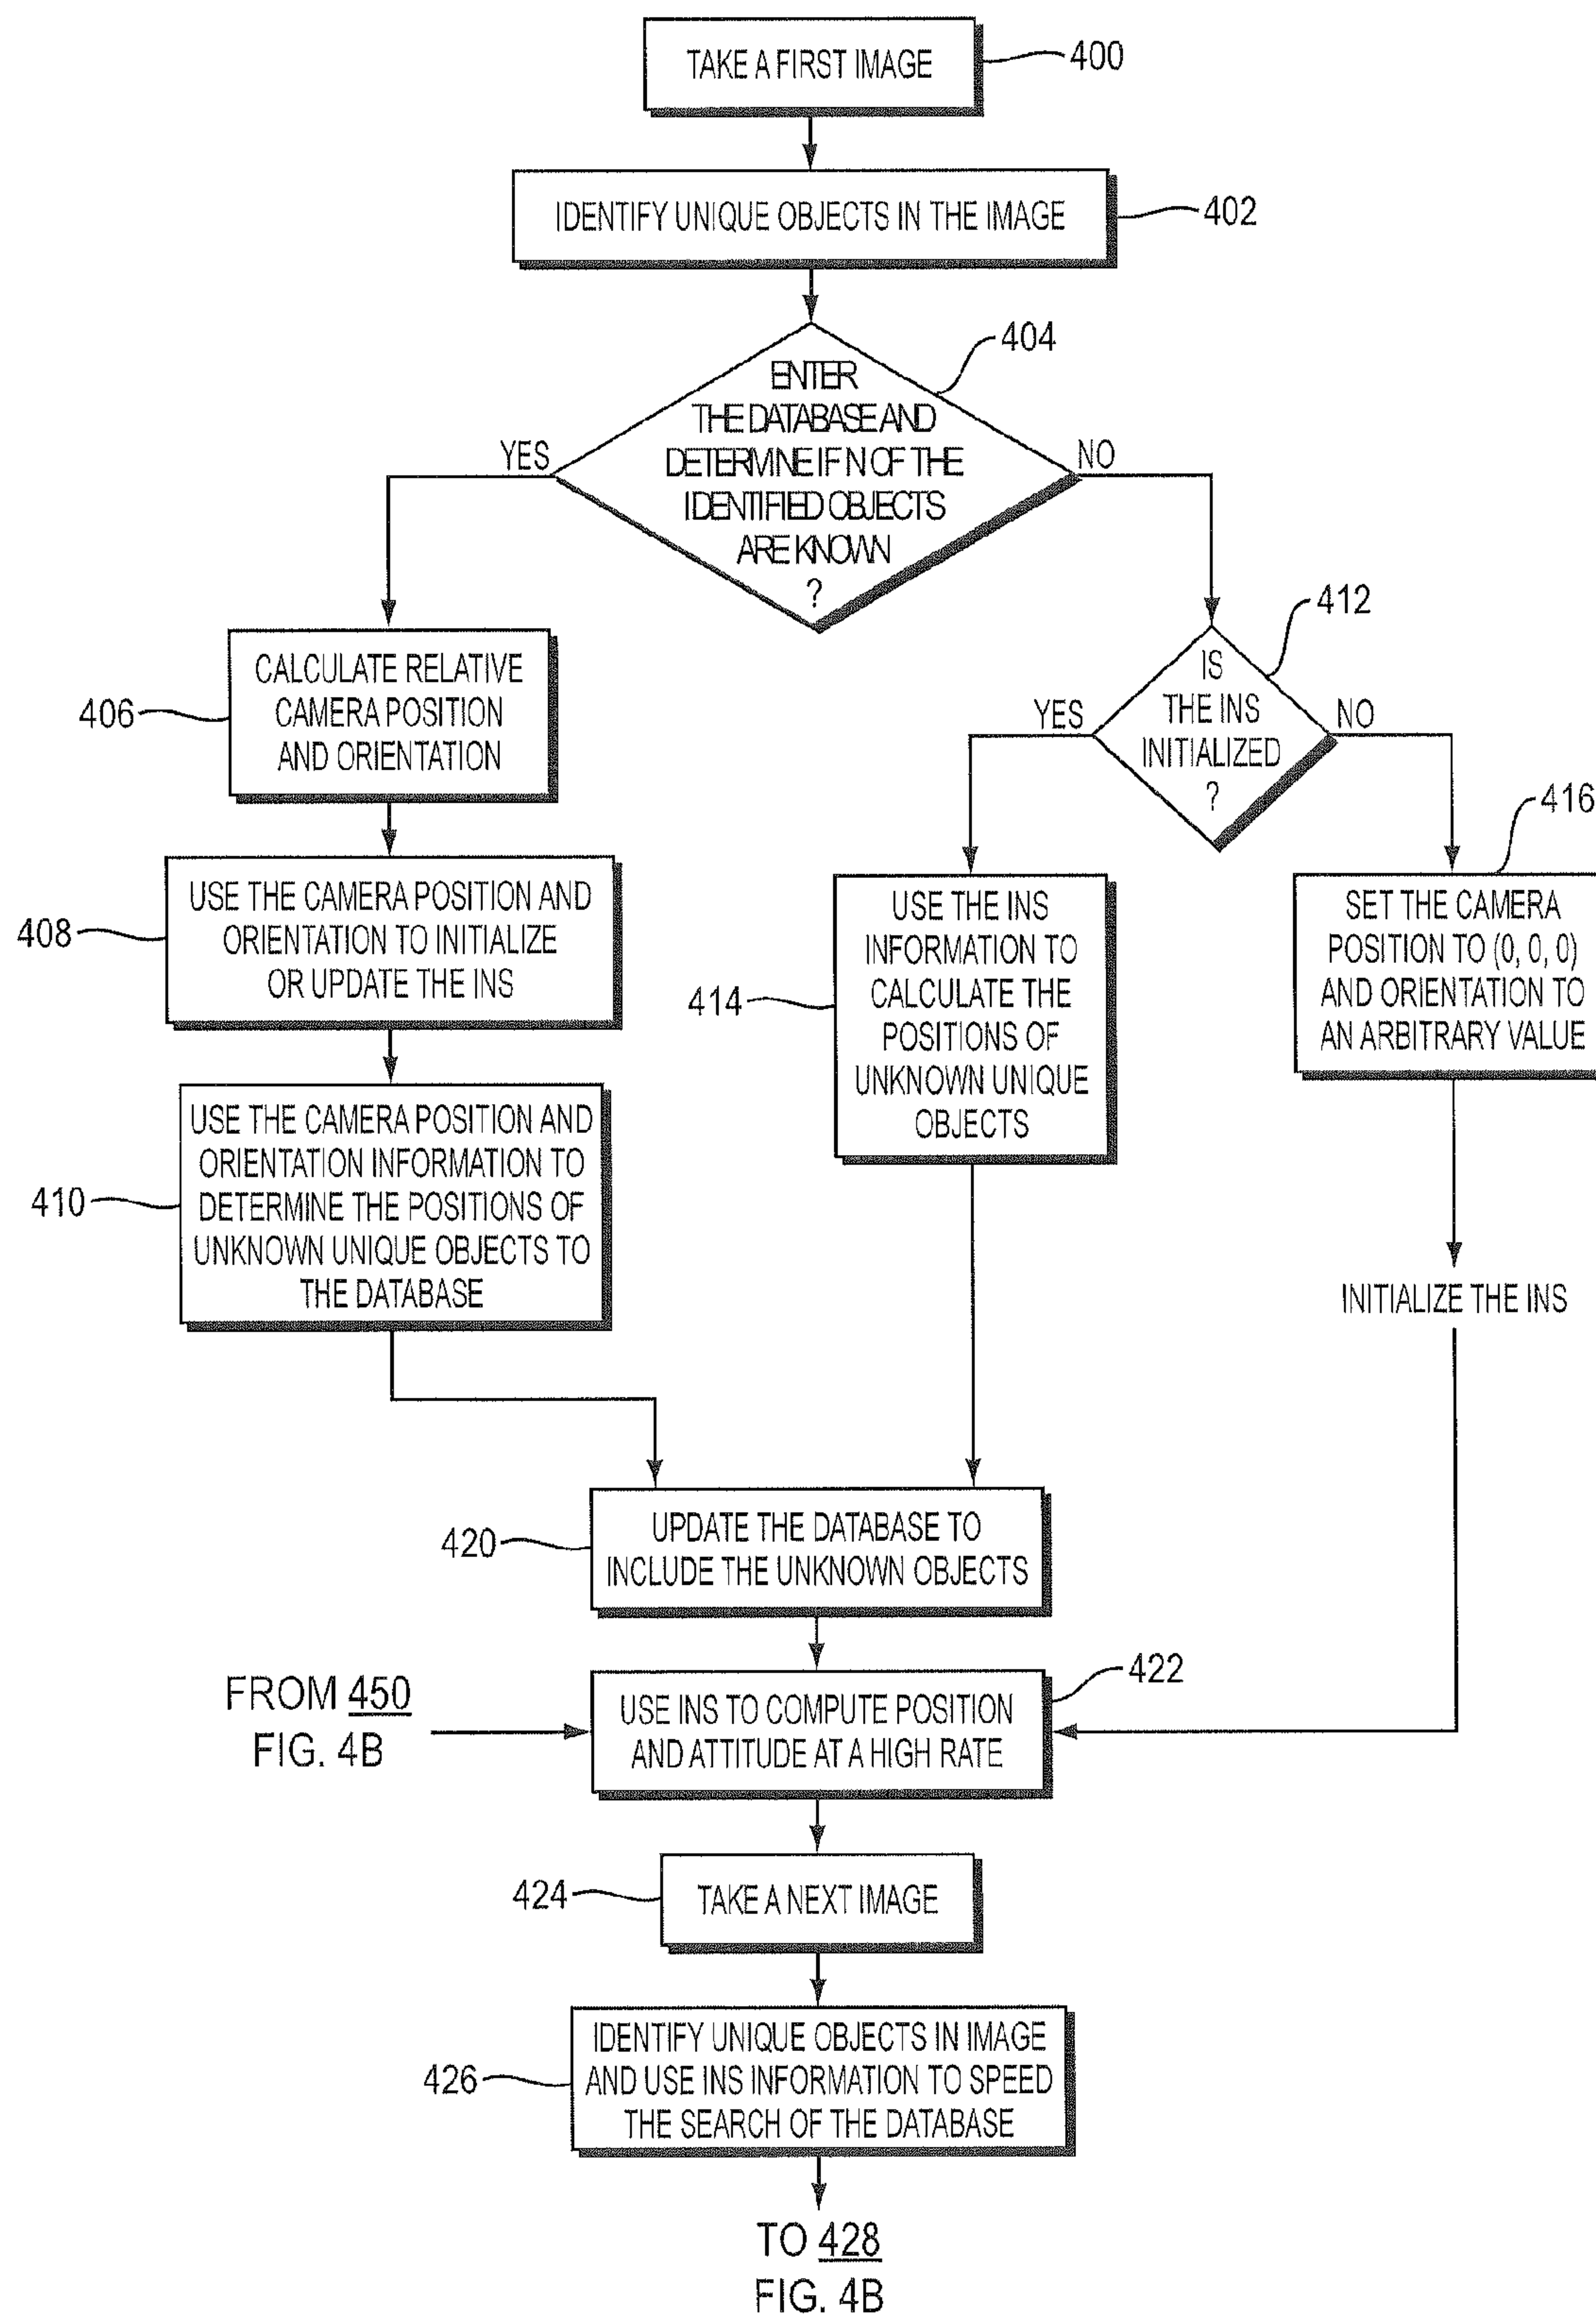 TAKE A FIRST IMAGE
400
IDENTIFY UNIQUE OBJECTS IN THE IMAGE
402
404
ENTER
THE DATABASE AND
DETERMINE IF N OF THE
IDENTIFIED OBJECTS
ARE KNOWN
?
YES
NO
406
CALCULATE RELATIVE
CAMERA POSITION
AND ORIENTATION
412
IS
THE INS
INITIALIZED
?
YES
NO
408
USE THE CAMERA POSITION AND
ORIENTATION TO INITIALIZE
OR UPDATE THE INS
414
USE THE INS
INFORMATION TO
CALCULATE THE
POSITIONS OF
UNKNOWN UNIQUE
OBJECTS
416
SET THE CAMERA
POSITION TO (0, 0, 0)
AND ORIENTATION TO
AN ARBITRARY VALUE
410
USE THE CAMERA POSITION AND
ORIENTATION INFORMATION TO
DETERMINE THE POSITIONS OF
UNKNOWN UNIQUE OBJECTS TO
THE DATABASE
INITIALIZE THE INS
420
UPDATE THE DATABASE TO
INCLUDE THE UNKNOWN OBJECTS
FROM 450
FIG. 4B
422
USE INS TO COMPUTE POSITION
AND ATTITUDE AT A HIGH RATE
424
TAKE A NEXT IMAGE
426
IDENTIFY UNIQUE OBJECTS IN IMAGE
AND USE INS INFORMATION TO SPEED
THE SEARCH OF THE DATABASE
TO 428
FIG. 4B